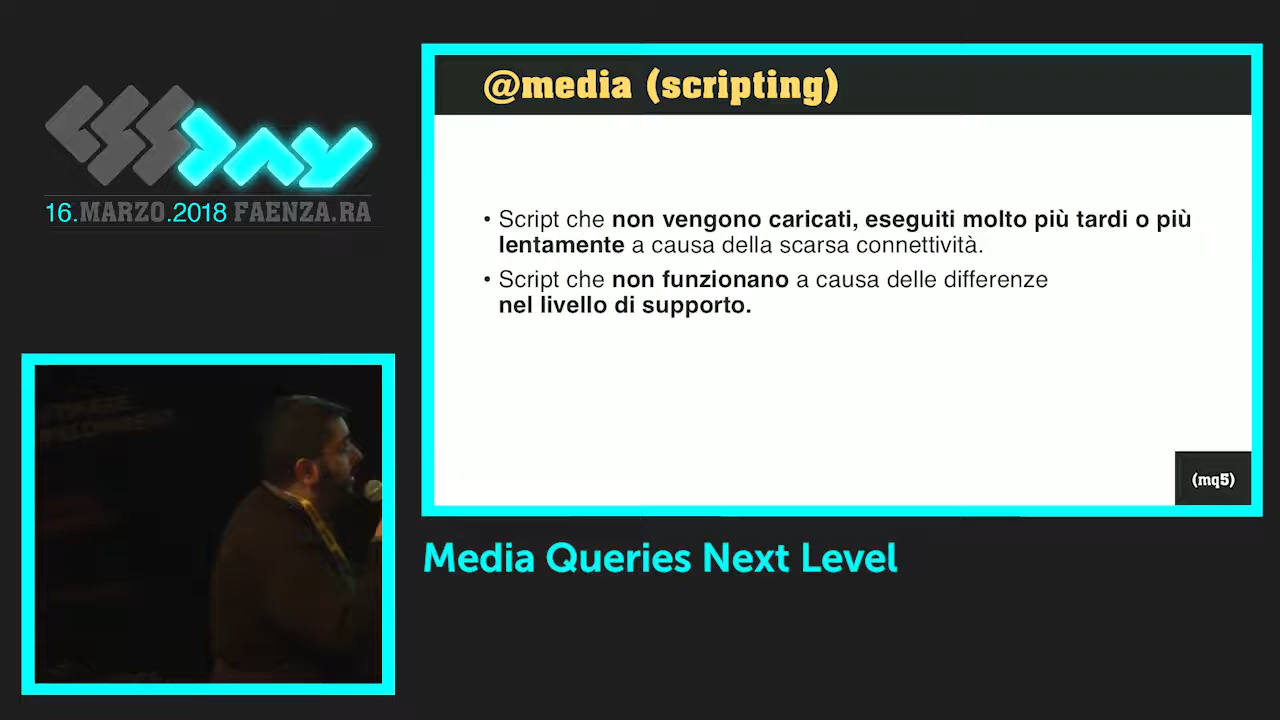 CSSDAY
16.MARZO.2018 FAENZA.RA
@media (scripting)
• Script che non vengono caricati, eseguiti molto più tardi o più
lentamente a causa della scarsa connettività.
• Script che non funzionano a causa delle differenze
nel livello di supporto.
(mq5)
Media Queries Next Level